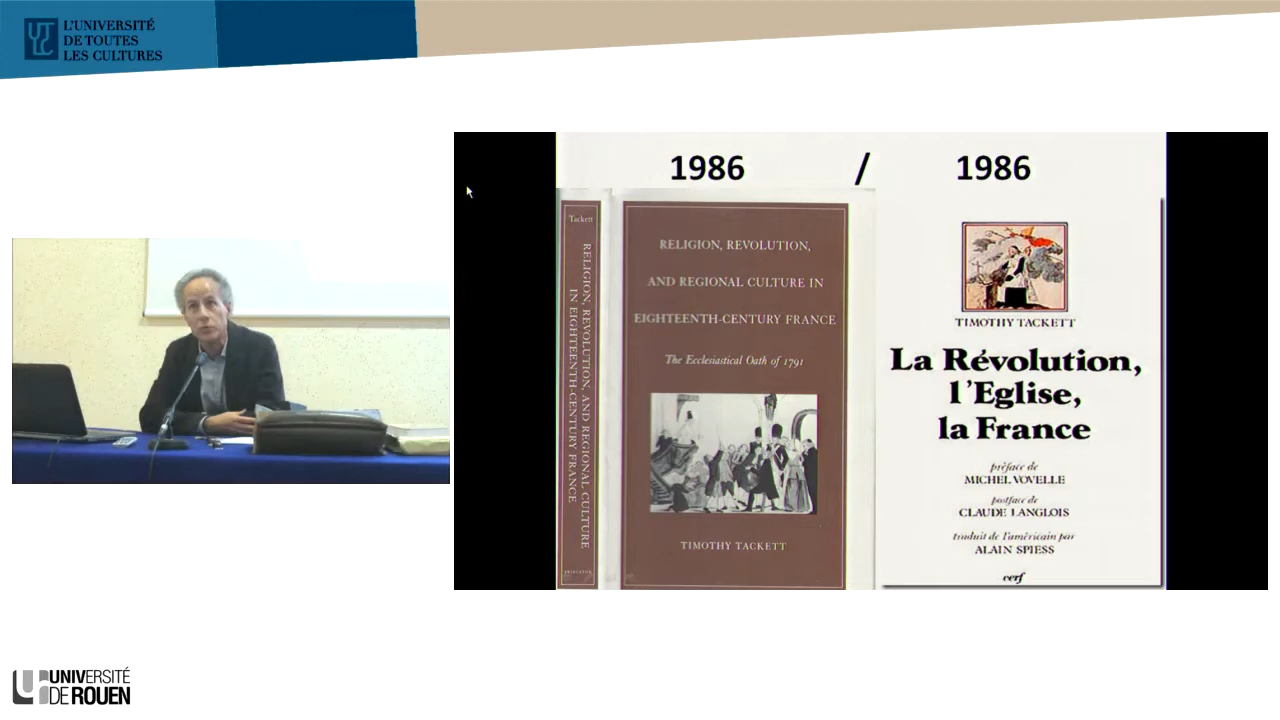 L'UNIVERSITÉ
DE TOUTES
LES CULTURES
1986 / 1986
Tackett
RELIGION, REVOLUTION, AND REGIONAL CULTURE
IN EIGHTEENTH-CENTURY FRANCE
PRINCETON
RELIGION, REVOLUTION,
AND REGIONAL CULTURE IN
EIGHTEENTH-CENTURY FRANCE
The Ecclesiastical Oath of 1791
TIMOTHY TACKETT
TIMOTHY TACKETT
La Révolution,
l'Eglise,
la France
préface de
MICHEL VOVELLE
postface de
CLAUDE LANGLOIS
traduit de l'américain par
ALAIN SPIESS
cerf
UNIVERSITÉ
DE ROUEN